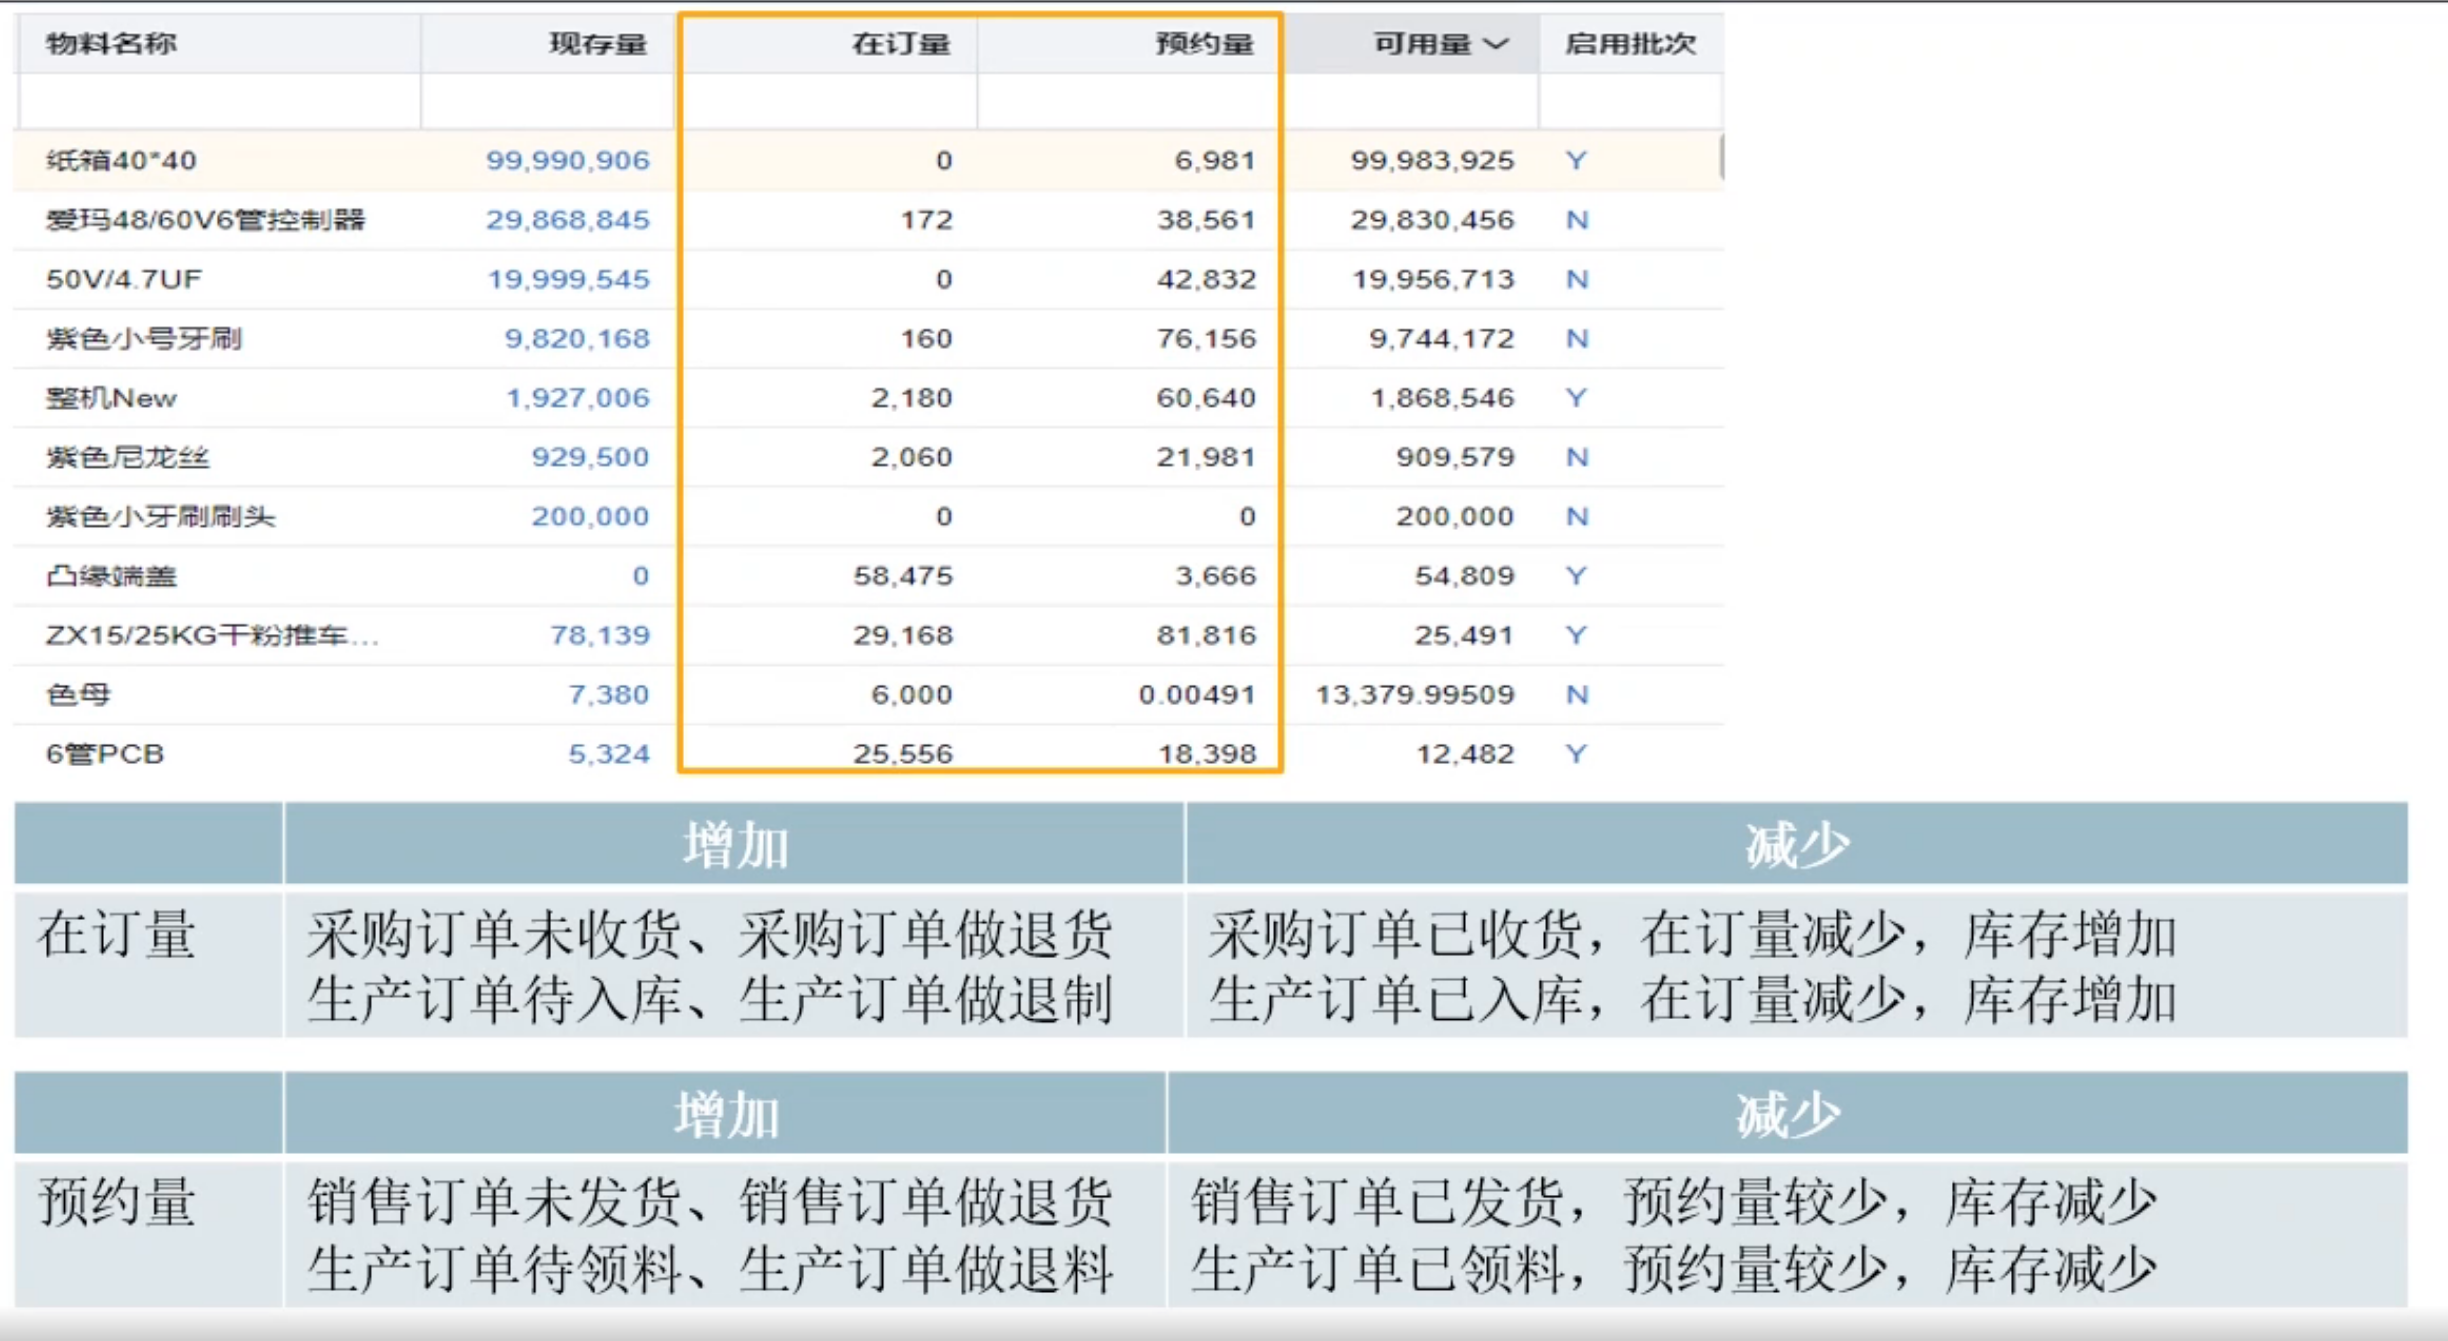 物料名称 现存量 在订量 预约量 可用量 启用批次
纸箱40*40 99,990,906 0 6,981 99,983,925 Y
爱玛48/60V6管控制器 29,868,845 172 38,561 29,830,456 N
50V/4.7UF 19,999,545 0 42,832 19,956,713 N
紫色小号牙刷 9,820,168 160 76,156 9,744,172 N
整机New 1,927,006 2,180 60,640 1,868,546 Y
紫色尼龙丝 929,500 2,060 21,981 909,579 N
紫色小牙刷刷头 200,000 0 0 200,000 N
凸缘端盖 0 58,475 3,666 54,809 Y
ZX15/25KG干粉推车... 78,139 29,168 81,816 25,491 Y
色母 7,380 6,000 0.00491 13,379.99509 N
6管PCB 5,324 25,556 18,398 12,482 Y
增加 减少
在订量 采购订单未收货、采购订单做退货 采购订单已收货，在订量减少，库存增加
生产订单待入库、生产订单做退制 生产订单已入库，在订量减少，库存增加
增加 减少
预约量 销售订单未发货、销售订单做退货 销售订单已发货，预约量较少，库存减少
生产订单待领料、生产订单做退料 生产订单已领料，预约量较少，库存减少